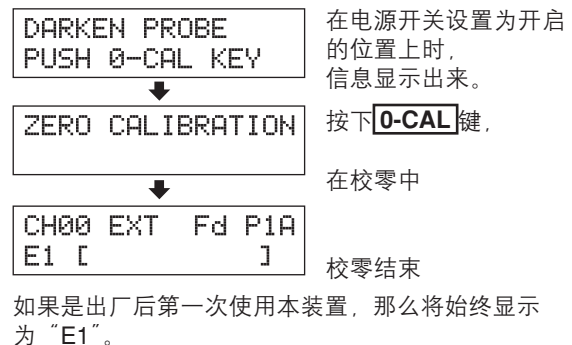 DARKEN PROBE
PUSH 0-CAL KEY
在电源开关设置为开启
的位置上时，
信息显示出来。
ZERO CALIBRATION
按下0-CAL键，
在校零中
CH00 EXT Fd P1A
E1 [ ]
校零结束
如果是出厂后第一次使用本装置，那么将始终显示
为“E1”。